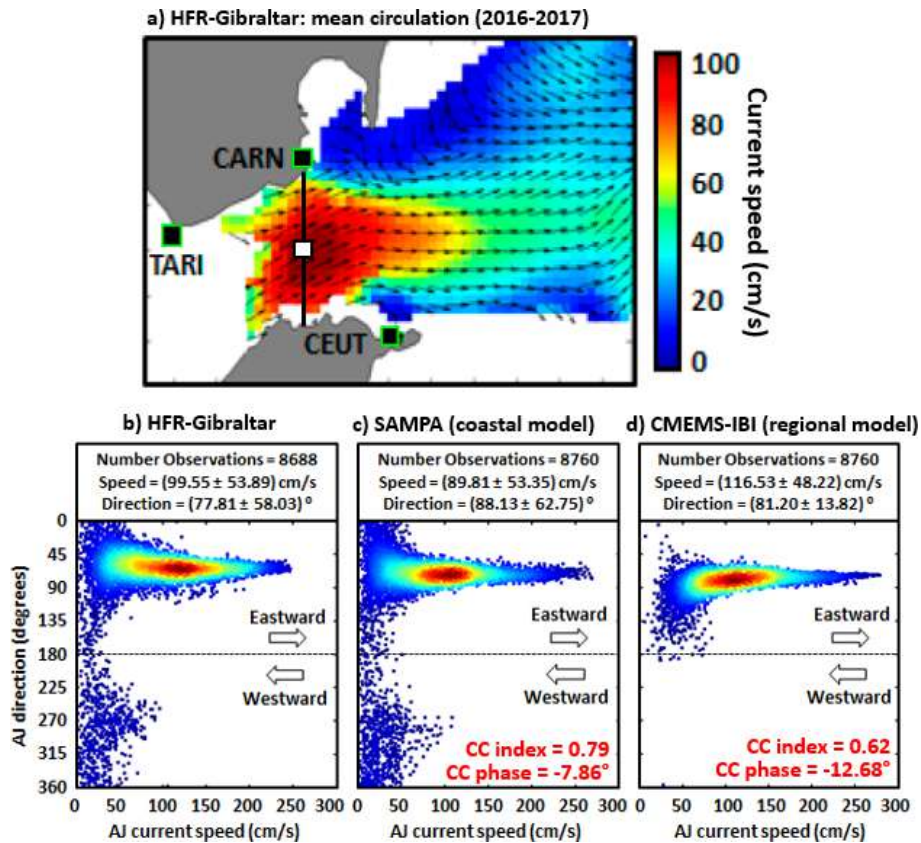 a) HFR-Gibraltar: mean circulation (2016-2017)
CARN
TARI
CEUT
100
80
60
40
20
0
Current speed (cm/s)
b) HFR-Gibraltar
Number Observations = 8688
Speed = (99.55 ± 53.89) cm/s
Direction = (77.81 ± 58.03) º
0
45
90
135
180
225
270
315
360
AJ direction (degrees)
Eastward
Westward
0 50 100 150 200 250 300
AJ current speed (cm/s)
c) SAMPA (coastal model)
Number Observations = 8760
Speed = (89.81 ± 53.35) cm/s
Direction = (88.13 ± 62.75) º
Eastward
Westward
CC index = 0.79
CC phase = -7.86°
0 50 100 150 200 250 300
AJ current speed (cm/s)
d) CMEMS-IBI (regional model)
Number Observations = 8760
Speed = (116.53 ± 48.22) cm/s
Direction = (81.20 ± 13.82) º
Eastward
Westward
CC index = 0.62
CC phase = -12.68°
0 50 100 150 200 250 300
AJ current speed (cm/s)